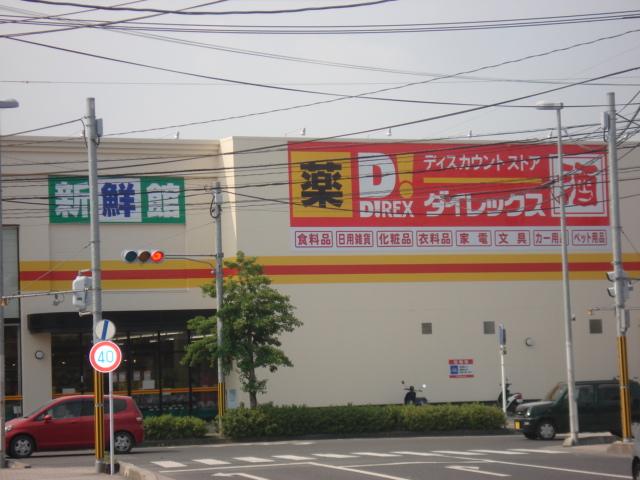 新鮮館
薬
D!
DIREX
ディスカウントストア
ダイレックス
酒
食料品 日用雑貨 化粧品 衣料品 家電 文具 カー用品 ペット用品
40